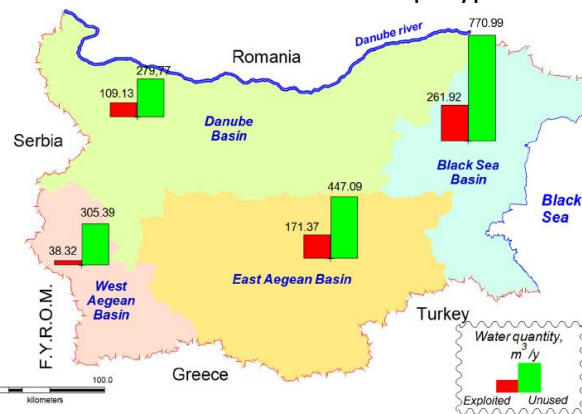 770.99
Danube river
Romania
279,77
109.13
261.92
Danube
Basin
Serbia
Black Sea
Basin
447.09
Black
Sea
305.39
171.37
38.32
West
Aegean
Basin
East Aegean Basin
F.Y.R.O.M.
Turkey
Greece
100.0
kilometers
Water quantity,
m³/y
Exploited Unused